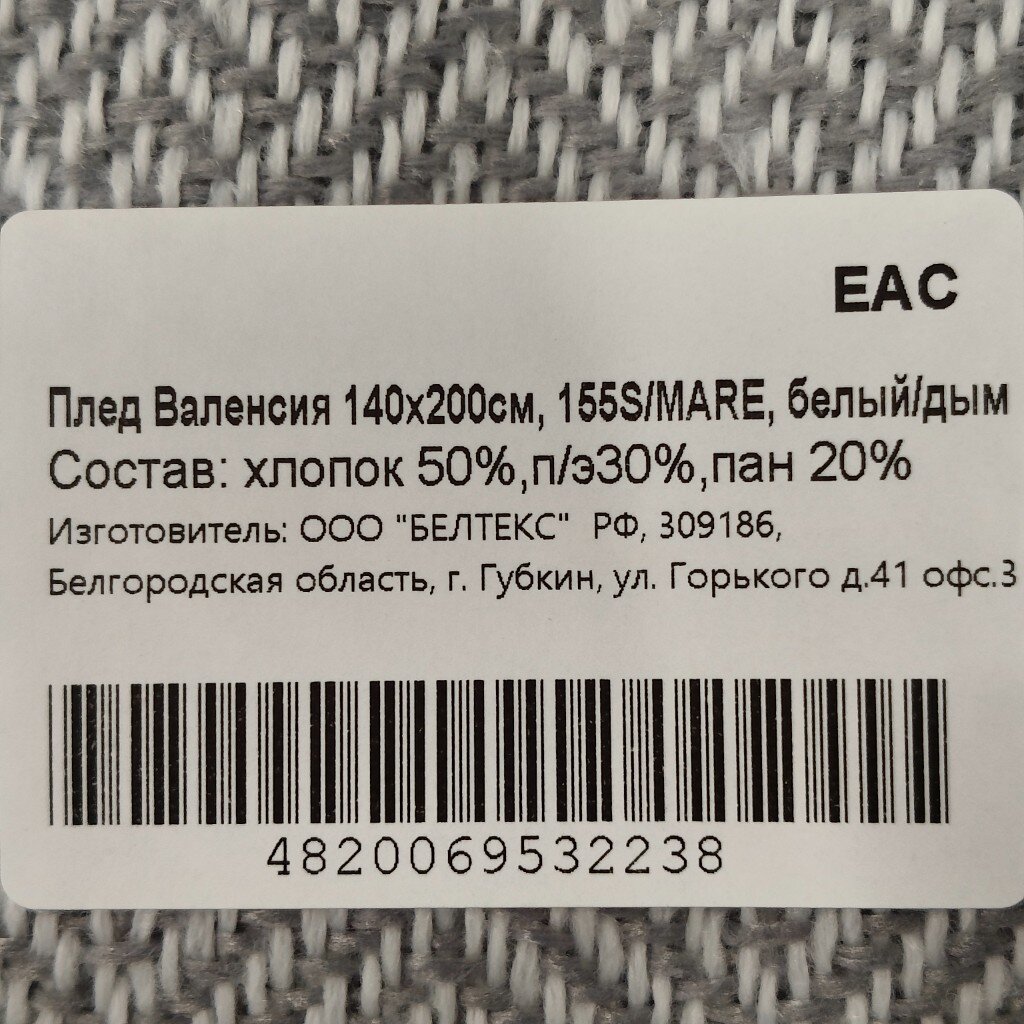 EAC
Плед Валенсия 140х200см, 155S/MARE, белый/дым
Состав: хлопок 50%,п/э30%,пан 20%
Изготовитель: ООО "БЕЛТЕКС"  РФ, 309186,
Белгородская область, г. Губкин, ул. Горького д.41 офс.3
4820069532238